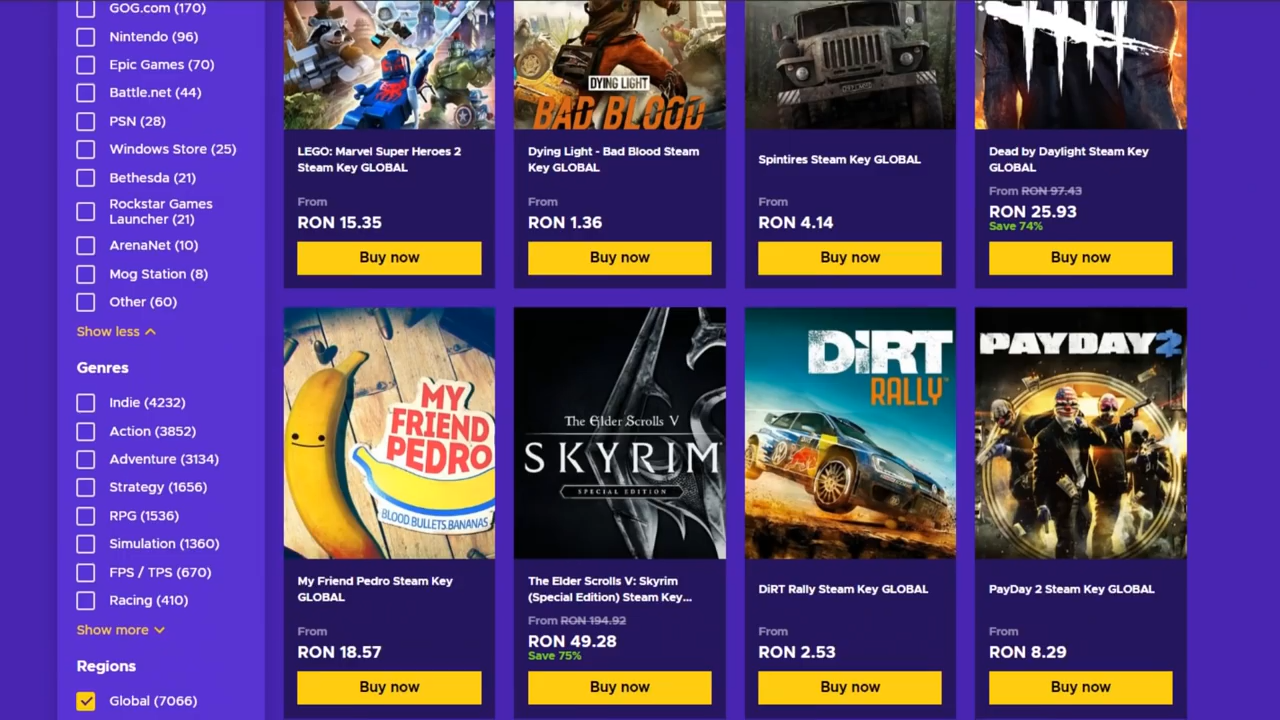 GOG.com (170)
Nintendo (96)
Epic Games (70)
Battle.net (44)
PSN (28)
Windows Store (25)
Bethesda (21)
Rockstar Games
Launcher (21)
ArenaNet (10)
Mog Station (8)
Other (60)
Show less
Genres
Indie (4232)
Action (3852)
Adventure (3134)
Strategy (1656)
RPG (1536)
Simulation (1360)
FPS / TPS (670)
Racing (410)
Show more
Regions
Global (7066)
LEGO: Marvel Super Heroes 2
Steam Key GLOBAL
From
RON 15.35
Buy now
DYING LIGHT
BAD BLOOD
Dying Light - Bad Blood Steam
Key GLOBAL
From
RON 1.36
Buy now
Spintires Steam Key GLOBAL
From
RON 4.14
Buy now
Dead by Daylight Steam Key
GLOBAL
From RON 97.43
RON 25.93
Save 74%
Buy now
MY
FRIEND
PEDRO
BLOOD BULLETS BANANAS
My Friend Pedro Steam Key
GLOBAL
From
RON 18.57
Buy now
The Elder Scrolls V
SKYRIM
SPECIAL EDITION
The Elder Scrolls V: Skyrim
(Special Edition) Steam Key...
From RON 194.92
RON 49.28
Save 75%
Buy now
DiRT
RALLY
DiRT Rally Steam Key GLOBAL
From
RON 2.53
Buy now
PAYDAY 2
PayDay 2 Steam Key GLOBAL
From
RON 8.29
Buy now